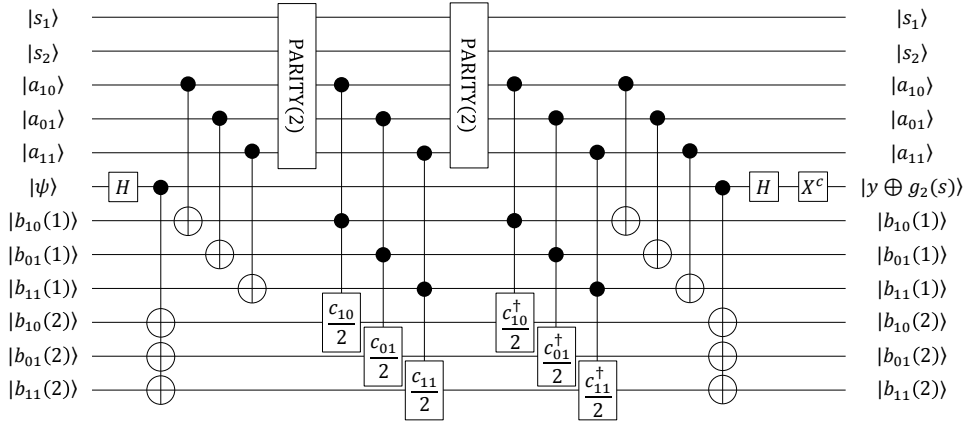 |s₁⟩ |s₁⟩
|s₂⟩ |s₂⟩
|a₁₀⟩ |a₁₀⟩
|a₀₁⟩ |a₀₁⟩
|a₁₁⟩ |a₁₁⟩
PARITY(2) PARITY(2)
|ψ⟩ H H Xᶜ |y ⊕ g₂(s)⟩
|b₁₀(1)⟩ |b₁₀(1)⟩
|b₀₁(1)⟩ |b₀₁(1)⟩
|b₁₁(1)⟩ |b₁₁(1)⟩
|b₁₀(2)⟩ c₁₀/2 c₁₀†/2 |b₁₀(2)⟩
|b₀₁(2)⟩ c₀₁/2 c₀₁†/2 |b₀₁(2)⟩
|b₁₁(2)⟩ c₁₁/2 c₁₁†/2 |b₁₁(2)⟩